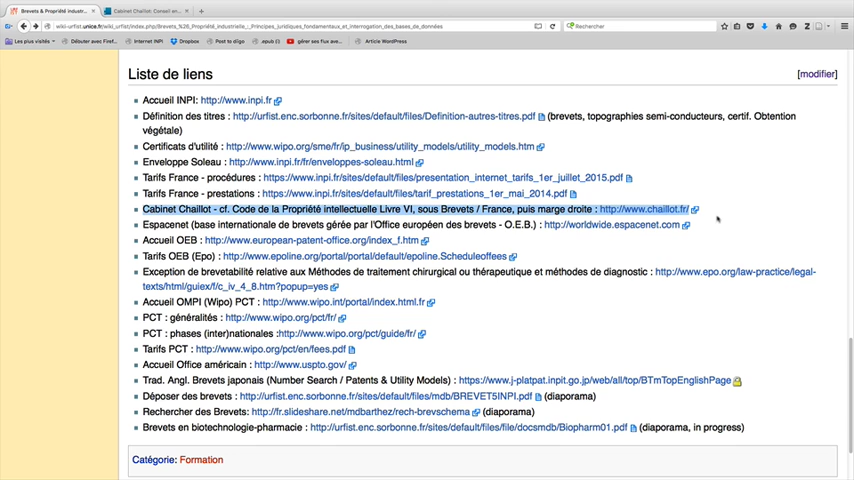 Brevets & Propriété industri...
Cabinet Chaillot: Conseil en...
wiki-urfist.unice.fr/wiki_urfist/index.php/Brevets_%26_Propriété_industrielle_:_Principes_juridiques_fondamentaux_et_interrogation_des_bases_de_données
Rechercher
Les plus visités
Débuter avec Firef...
Internet INPI
Dropbox
Post to diigo
.epub (i)
gérer ses flux ave...
Article WordPress
Liste de liens
[modifier]
Accueil INPI: http://www.inpi.fr
Définition des titres : http://urfist.enc.sorbonne.fr/sites/default/files/Definition-autres-titres.pdf (brevets, topographies semi-conducteurs, certif. Obtention
végétale)
Certificats d'utilité : http://www.wipo.org/sme/fr/ip_business/utility_models/utility_models.htm
Enveloppe Soleau : http://www.inpi.fr/fr/enveloppes-soleau.html
Tarifs France - procédures : https://www.inpi.fr/sites/default/files/presentation_internet_tarifs_1er_juillet_2015.pdf
Tarifs France - prestations : https://www.inpi.fr/sites/default/files/tarif_prestations_1er_mai_2014.pdf
Cabinet Chaillot - cf. Code de la Propriété intellectuelle Livre VI, sous Brevets / France, puis marge droite : http://www.chaillot.fr/
Espacenet (base internationale de brevets gérée par l'Office européen des brevets - O.E.B.) : http://worldwide.espacenet.com
Accueil OEB : http://www.european-patent-office.org/index_f.htm
Tarifs OEB (Epo) : http://www.epoline.org/portal/portal/default/epoline.Scheduleoffees
Exception de brevetabilité relative aux Méthodes de traitement chirurgical ou thérapeutique et méthodes de diagnostic : http://www.epo.org/law-practice/legal-
texts/html/guiex/f/c_iv_4_8.htm?popup=yes
Accueil OMPI (Wipo) PCT : http://www.wipo.int/portal/index.html.fr
PCT : généralités : http://www.wipo.org/pct/fr/
PCT : phases (inter)nationales :http://www.wipo.org/pct/guide/fr/
Tarifs PCT : http://www.wipo.org/pct/en/fees.pdf
Accueil Office américain : http://www.uspto.gov/
Trad. Angl. Brevets japonais (Number Search / Patents & Utility Models) : https://www.j-platpat.inpit.go.jp/web/all/top/BTmTopEnglishPage
Déposer des brevets : http://urfist.enc.sorbonne.fr/sites/default/files/mdb/BREVET5INPI.pdf (diaporama)
Rechercher des Brevets: http://fr.slideshare.net/mdbarthez/rech-brevschema (diaporama)
Brevets en biotechnologie-pharmacie : http://urfist.enc.sorbonne.fr/sites/default/files/file/docsmdb/Biopharm01.pdf (diaporama, in progress)
Catégorie: Formation